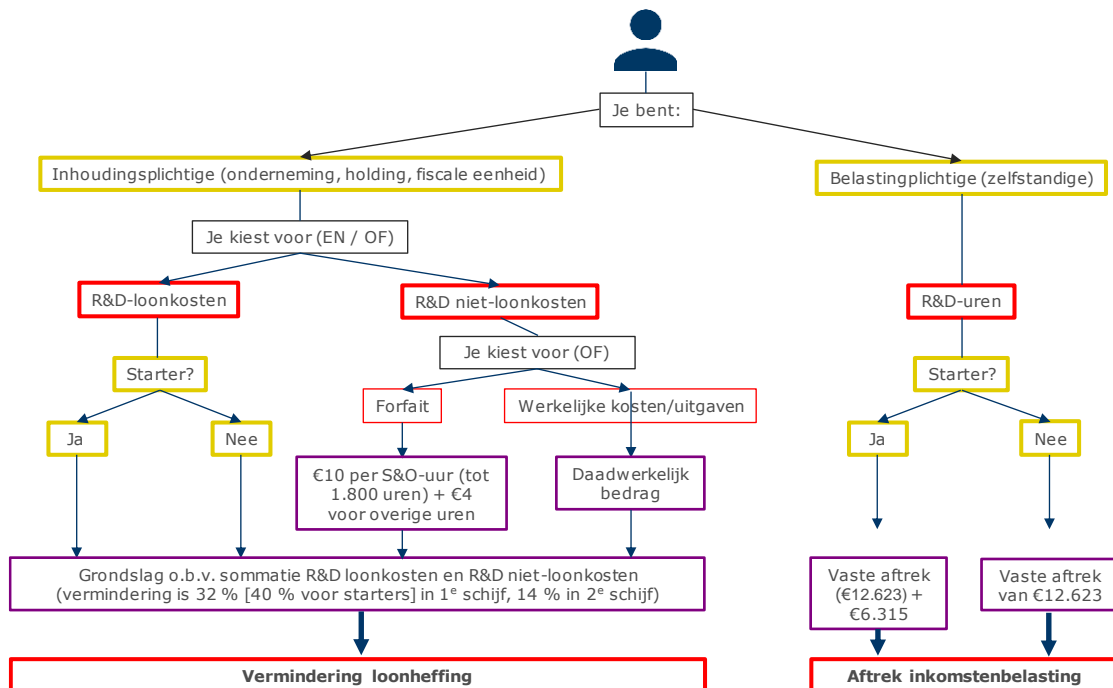 Je bent:
Inhoudingsplichtige (onderneming, holding, fiscale eenheid)
Belastingplichtige (zelfstandige)
Je kiest voor (EN / OF)
R&D-loonkosten
R&D niet-loonkosten
R&D-uren
Je kiest voor (OF)
Starter?
Starter?
Forfait
Werkelijke kosten/uitgaven
Ja
Nee
Ja
Nee
€10 per S&O-uur (tot
1.800 uren) + €4
voor overige uren
Daadwerkelijk
bedrag
Grondslag o.b.v. sommatie R&D loonkosten en R&D niet-loonkosten
(vermindering is 32 % [40 % voor starters] in 1e schijf, 14 % in 2e schijf)
Vaste aftrek
(€12.623) +
€6.315
Vaste aftrek
van €12.623
Vermindering loonheffing
Aftrek inkomstenbelasting